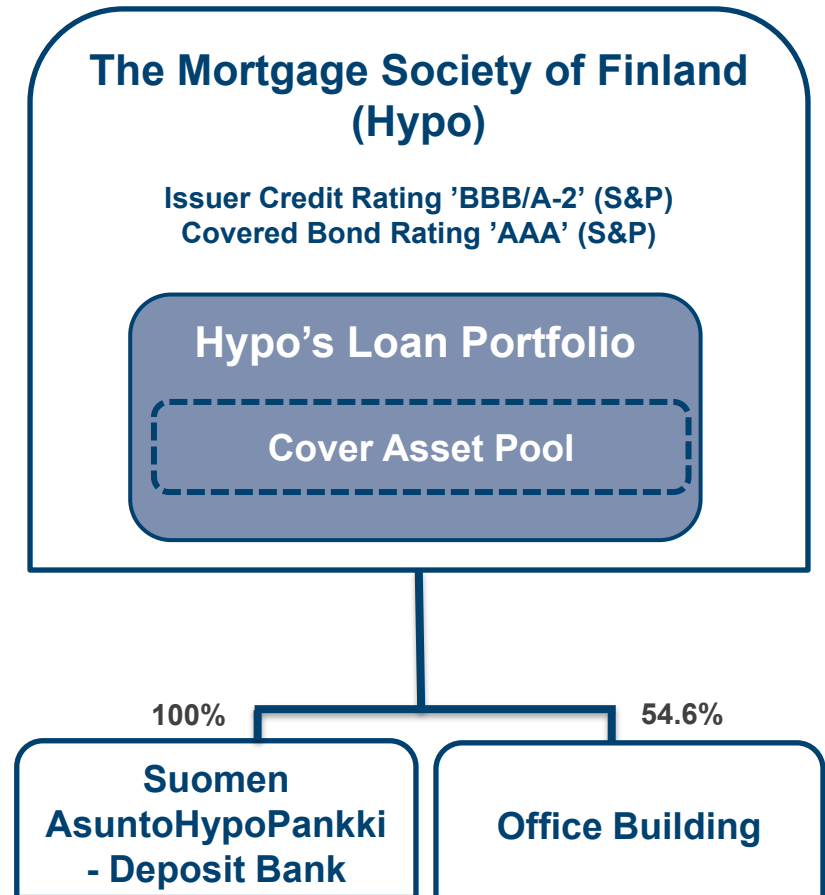 The Mortgage Society of Finland
(Hypo)
Issuer Credit Rating ’BBB/A-2’ (S&P)
Covered Bond Rating ’AAA’ (S&P)
Hypo’s Loan Portfolio
Cover Asset Pool
100%
54.6%
Suomen
AsuntoHypoPankki
- Deposit Bank
Office Building